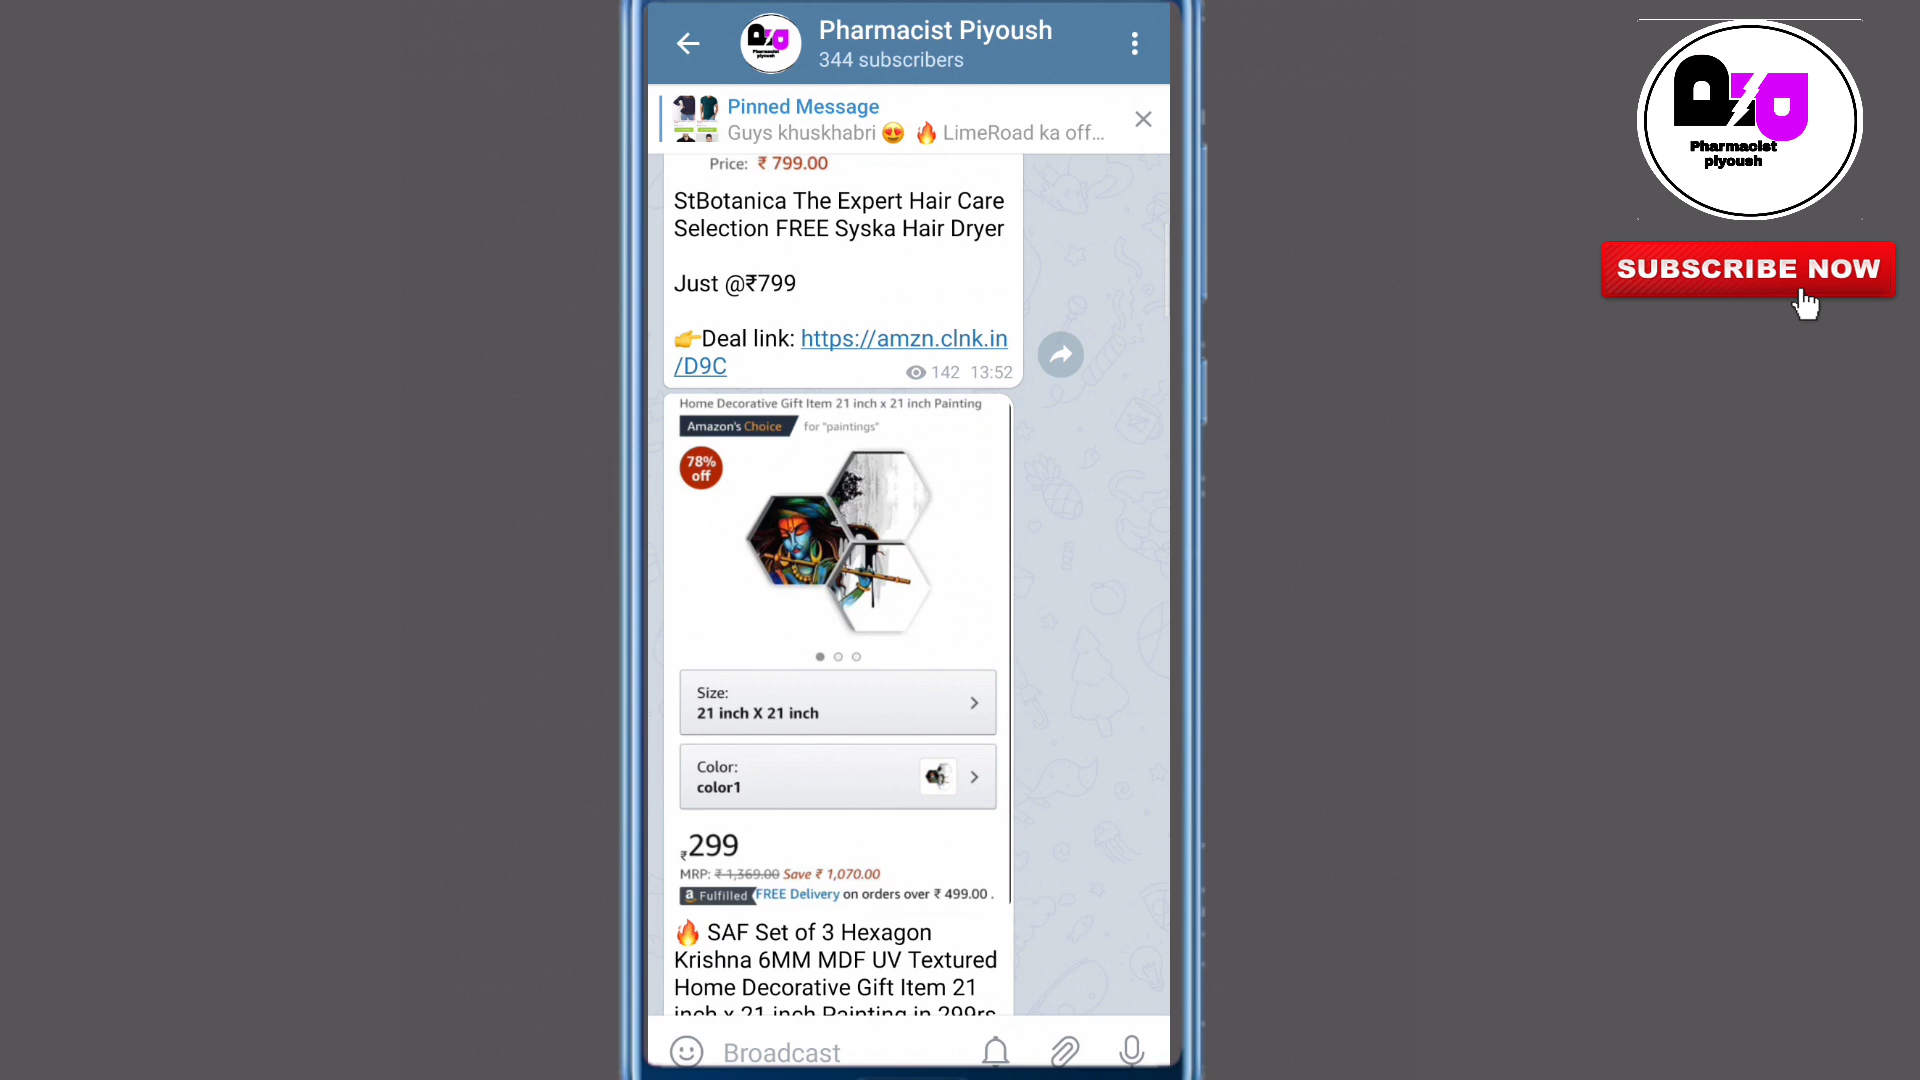 Pharmacist Piyoush
344 subscribers
Pharmacist
piyoush
Pinned Message
Guys khuskhabri 😍 🔥 LimeRoad ka off...
Price: ₹ 799.00
StBotanica The Expert Hair Care
Selection FREE Syska Hair Dryer
Just @₹799
👉Deal link: https://amzn.clnk.in
/D9C
142 13:52
Home Decorative Gift Item 21 inch x 21 inch Painting
Amazon's Choice for "paintings"
78%
off
Size:
21 inch X 21 inch
Color:
color1
₹299
MRP: ₹ 1,369.00 Save ₹ 1,070.00
a Fulfilled FREE Delivery on orders over ₹ 499.00 .
🔥 SAF Set of 3 Hexagon
Krishna 6MM MDF UV Textured
Home Decorative Gift Item 21
inch x 21 inch Painting in 299rs
Broadcast
Pharmacist
piyoush
SUBSCRIBE NOW